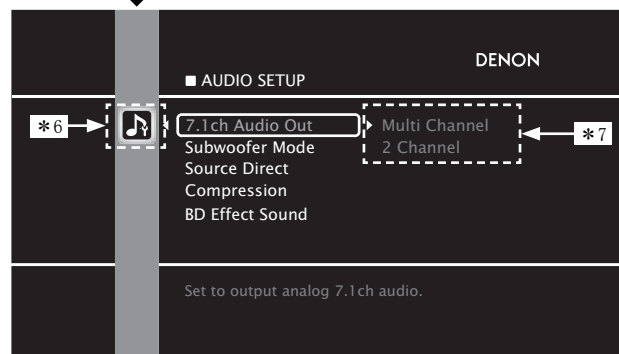 DENON
■ AUDIO SETUP
*6
7.1ch Audio Out
Multi Channel
*7
Subwoofer Mode
2 Channel
Source Direct
Compression
BD Effect Sound
Set to output analog 7.1ch audio.